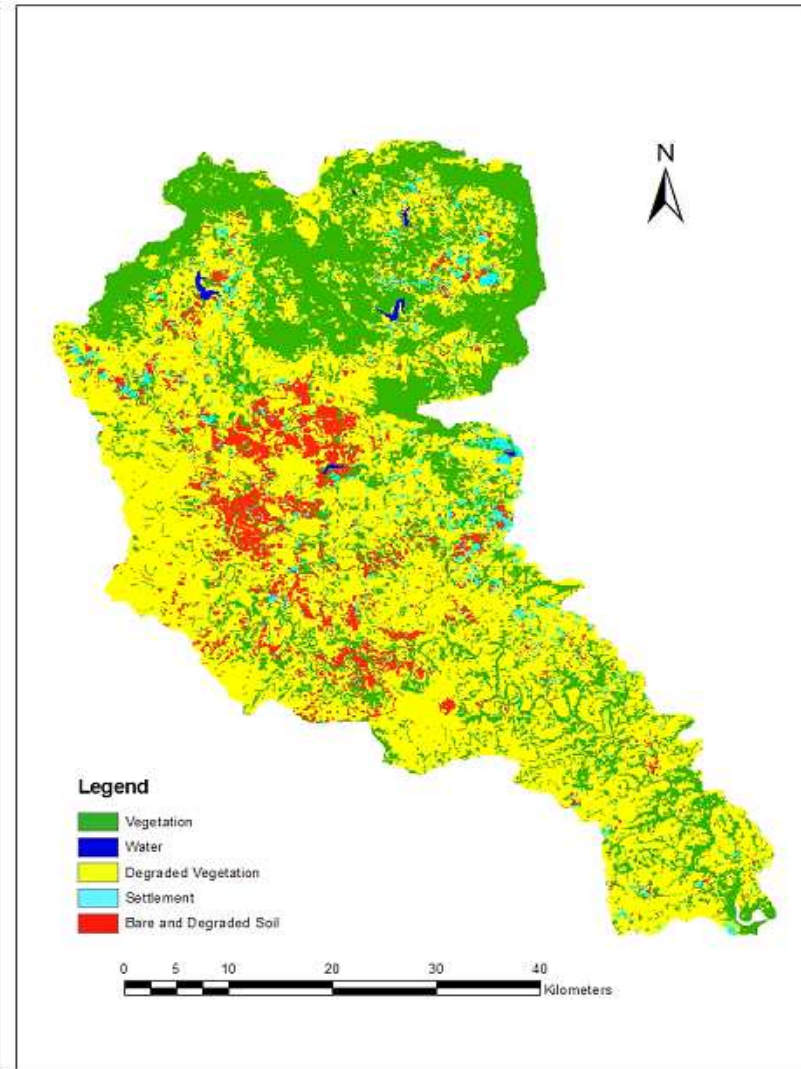 N
Legend
Vegetation
Water
Degraded Vegetation
Settlement
Bare and Degraded Soil
0 5 10 20 30 40
Kilometers